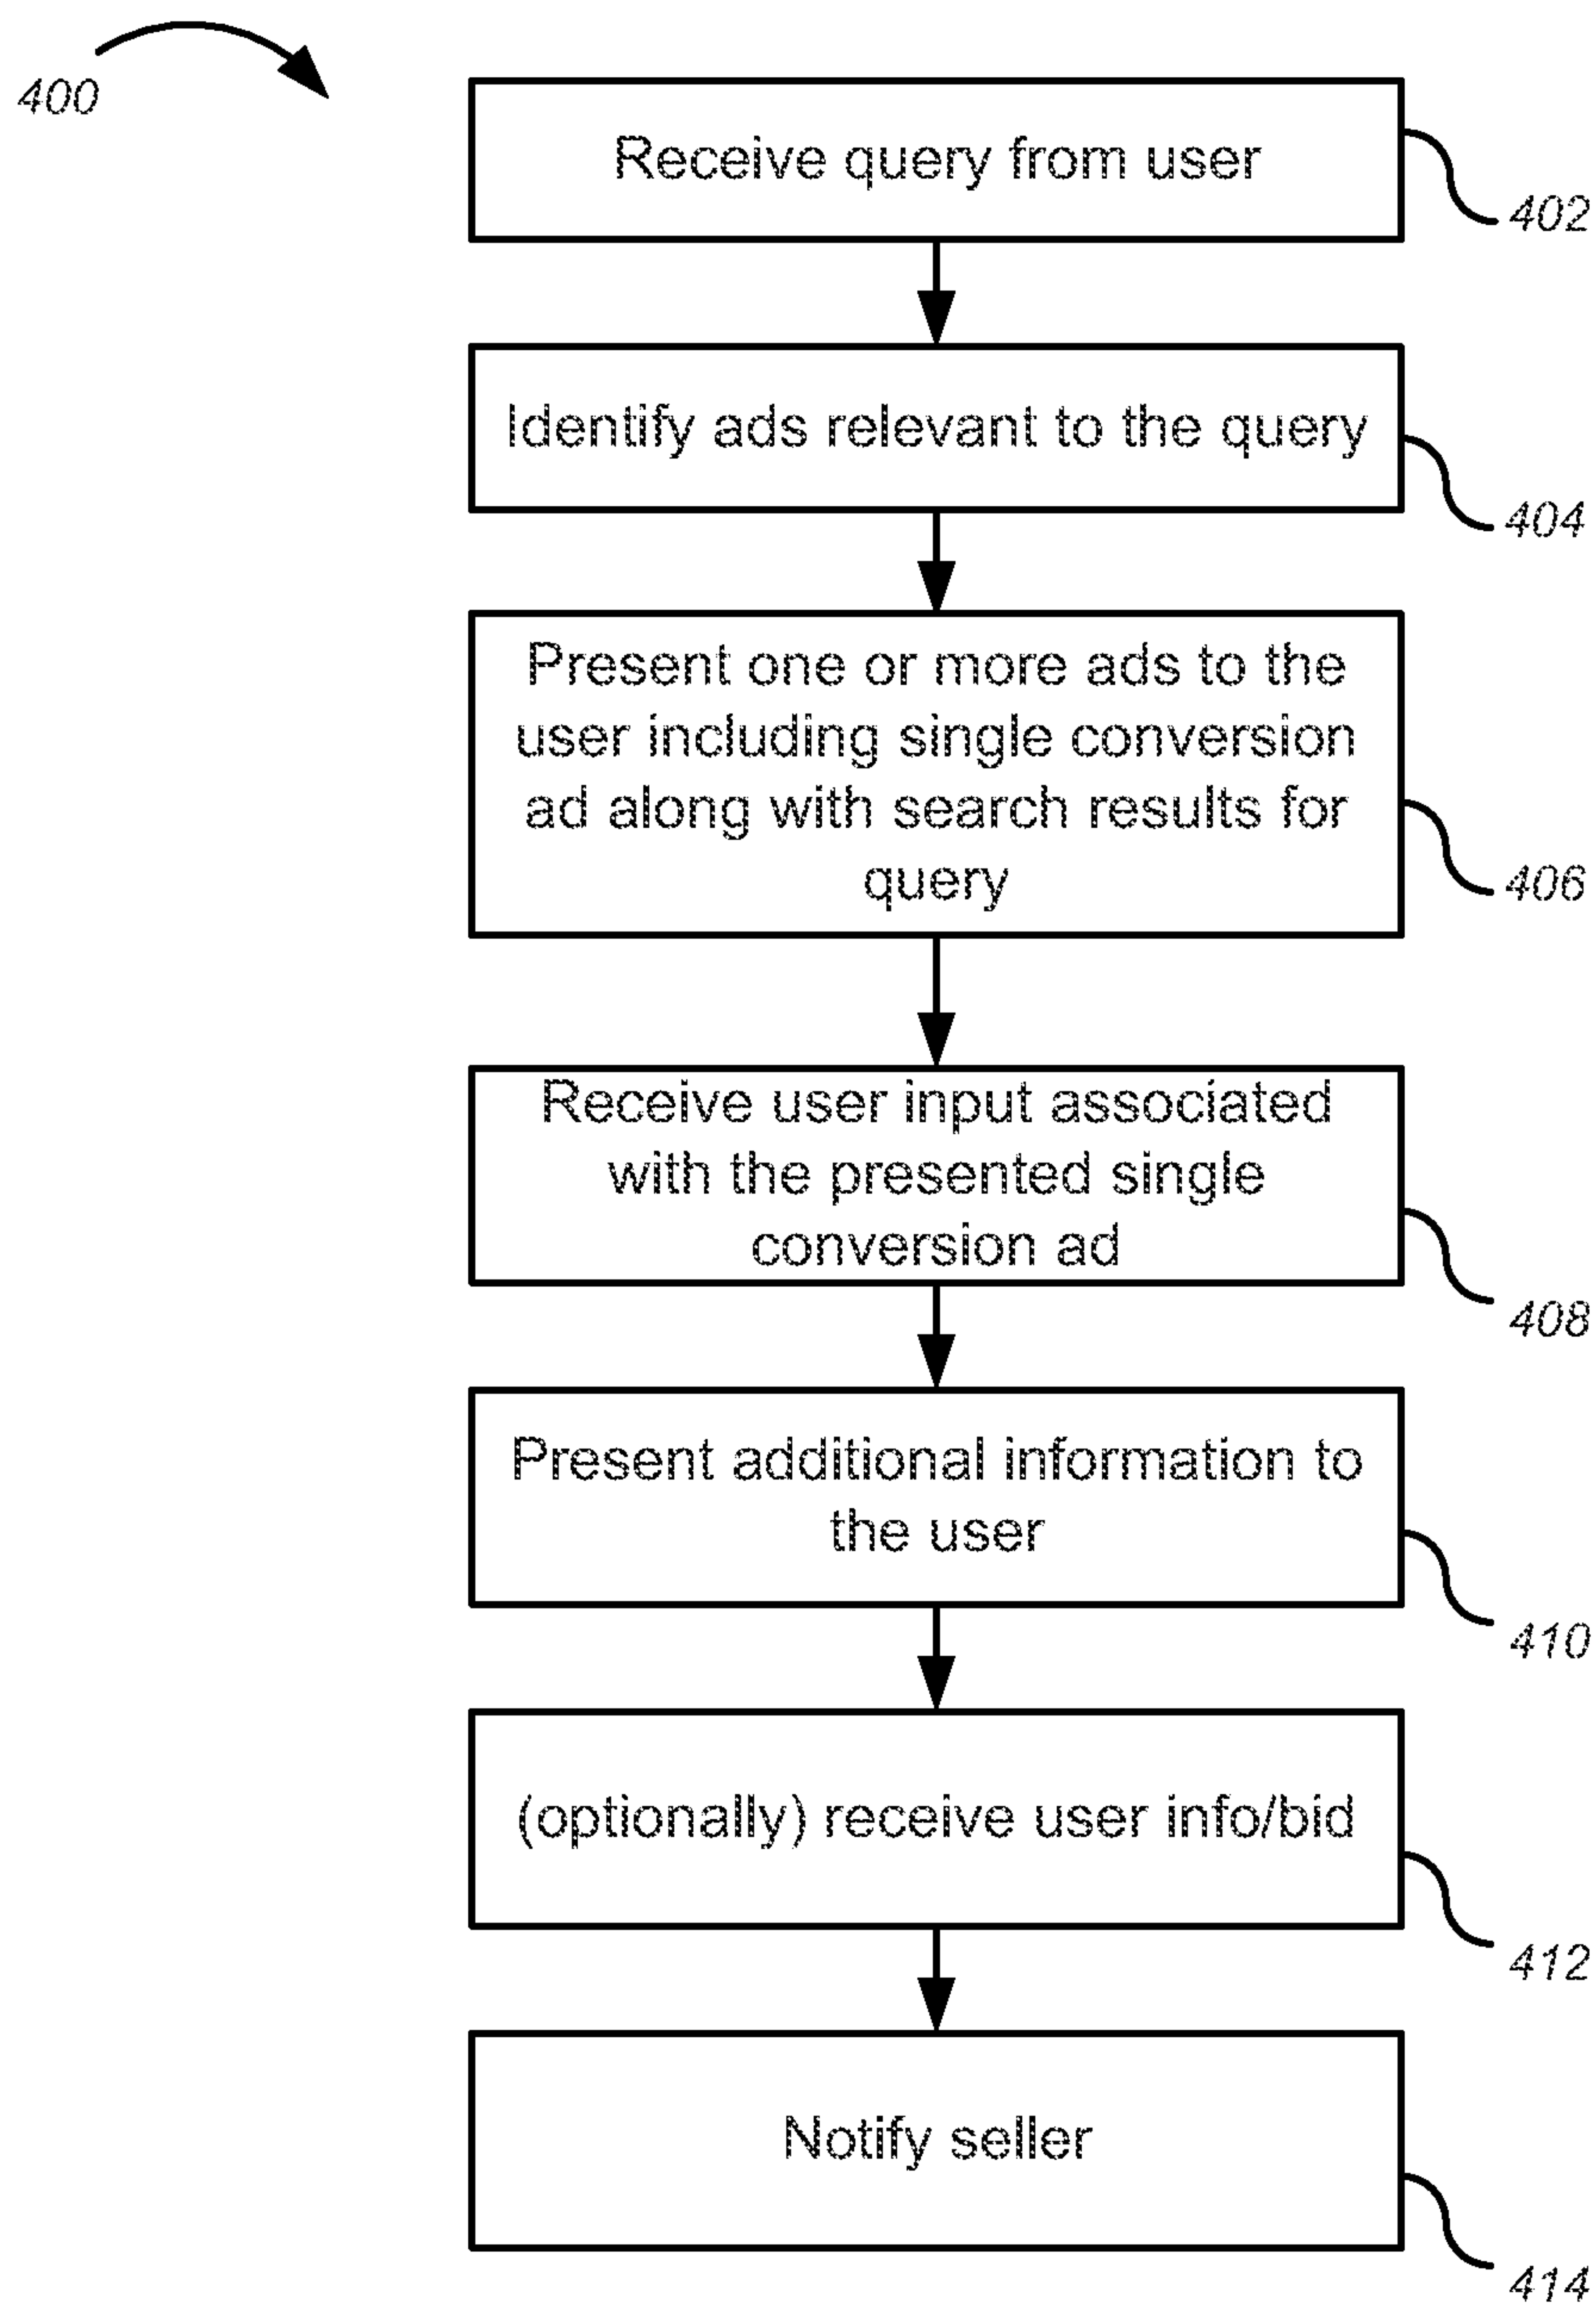 400
Receive query from user
402
Identify ads relevant to the query
404
Present one or more ads to the
user including single conversion
ad along with search results for
query
406
Receive user input associated
with the presented single
conversion ad
408
Present additional information to
the user
410
(optionally) receive user info/bid
412
Notify seller
414